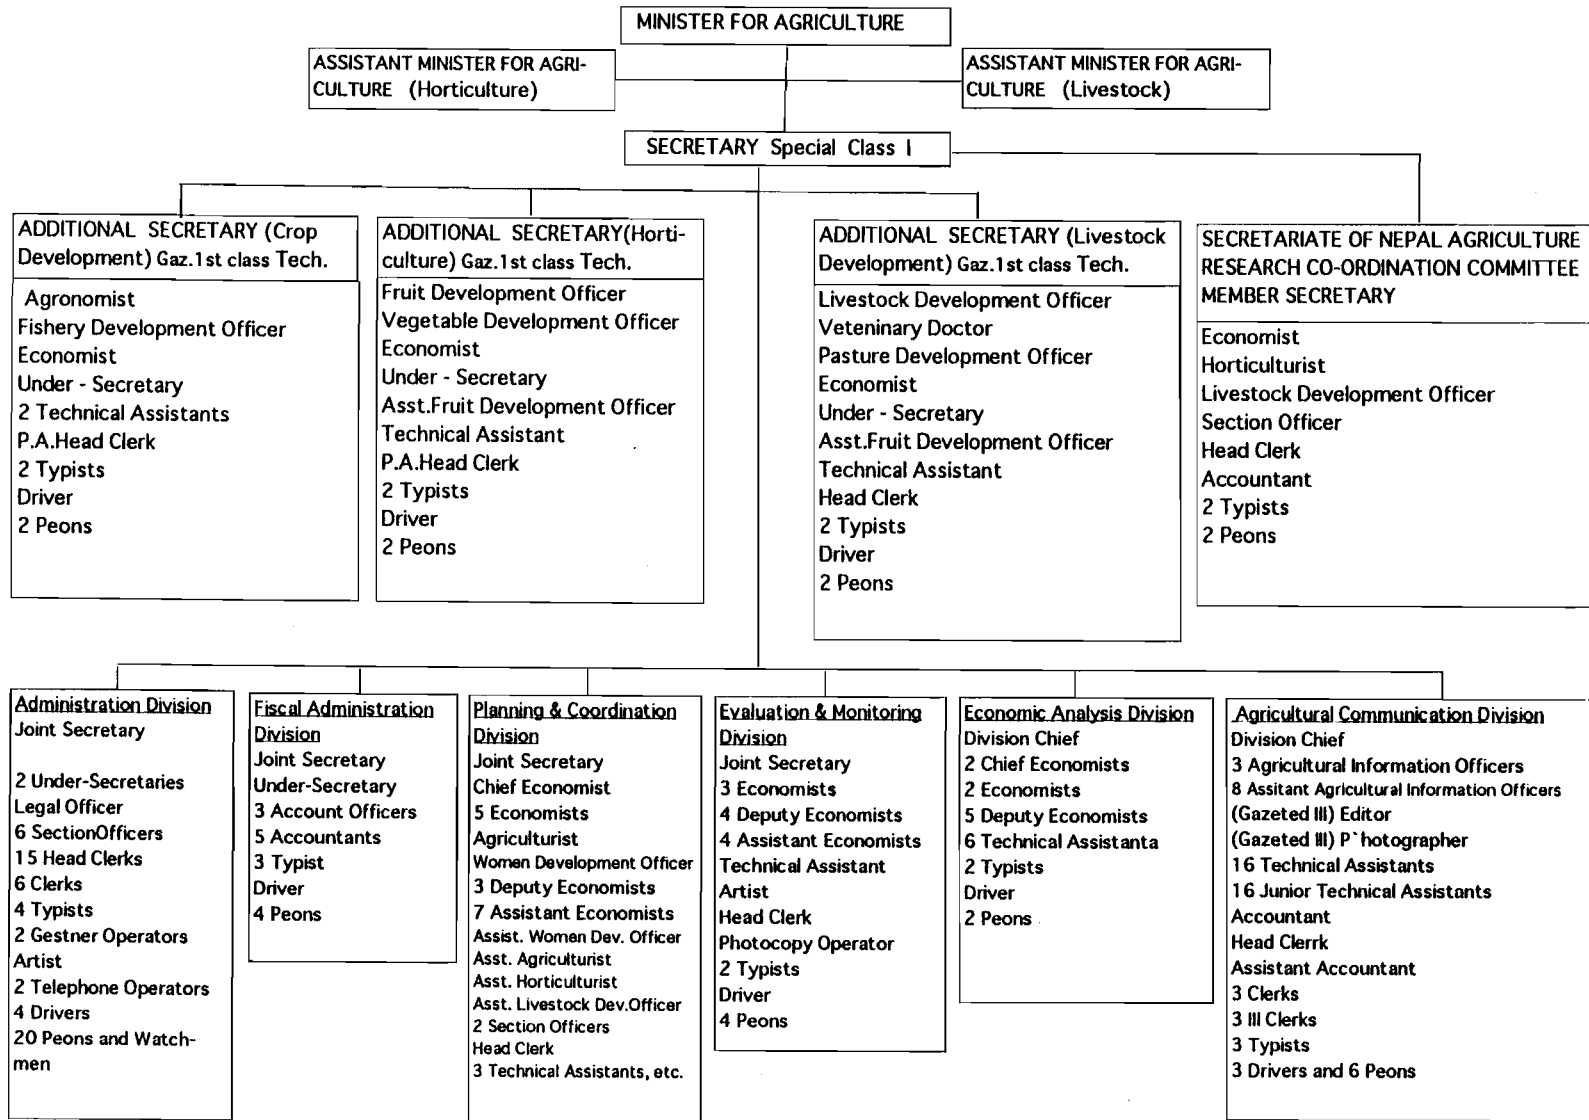 MINISTER FOR AGRICULTURE
ASSISTANT MINISTER FOR AGRI-
CULTURE (Horticulture)
ASSISTANT MINISTER FOR AGRI-
CULTURE (Livestock)
SECRETARY Special Class I
ADDITIONAL SECRETARY (Crop
Development) Gaz.1st class Tech.
Agronomist
Fishery Development Officer
Economist
Under - Secretary
2 Technical Assistants
P.A.Head Clerk
2 Typists
Driver
2 Peons
ADDITIONAL SECRETARY(Horti-
culture) Gaz.1st class Tech.
Fruit Development Officer
Vegetable Development Officer
Economist
Under - Secretary
Asst.Fruit Development Officer
Technical Assistant
P.A.Head Clerk
2 Typists
Driver
2 Peons
ADDITIONAL SECRETARY (Livestock
Development) Gaz.1st class Tech.
Livestock Development Officer
Veteninary Doctor
Pasture Development Officer
Economist
Under - Secretary
Asst.Fruit Development Officer
Technical Assistant
Head Clerk
2 Typists
Driver
2 Peons
SECRETARIATE OF NEPAL AGRICULTURE
RESEARCH CO-ORDINATION COMMITTEE
MEMBER SECRETARY
Economist
Horticulturist
Livestock Development Officer
Section Officer
Head Clerk
Accountant
2 Typists
2 Peons
Administration Division
Joint Secretary
2 Under-Secretaries
Legal Officer
6 SectionOfficers
15 Head Clerks
6 Clerks
4 Typists
2 Gestner Operators
Artist
2 Telephone Operators
4 Drivers
20 Peons and Watch-
men
Fiscal Administration
Division
Joint Secretary
Under-Secretary
3 Account Officers
5 Accountants
3 Typist
Driver
4 Peons
Planning & Coordination
Division
Joint Secretary
Chief Economist
5 Economists
Agriculturist
Women Development Officer
3 Deputy Economists
7 Assistant Economists
Assist. Women Dev. Officer
Asst. Agriculturist
Asst. Horticulturist
Asst. Livestock Dev.Officer
2 Section Officers
Head Clerk
3 Technical Assistants, etc.
Evaluation & Monitoring
Division
Joint Secretary
3 Economists
4 Deputy Economists
4 Assistant Economists
Technical Assistant
Artist
Head Clerk
Photocopy Operator
2 Typists
Driver
4 Peons
Economic Analysis Division
Division Chief
2 Chief Economists
2 Economists
5 Deputy Economists
6 Technical Assistanta
2 Typists
Driver
2 Peons
Agricultural Communication Division
Division Chief
3 Agricultural Information Officers
8 Assitant Agricultural Information Officers
(Gazeted III) Editor
(Gazeted III) P`hotographer
16 Technical Assistants
16 Junior Technical Assistants
Accountant
Head Clerrk
Assistant Accountant
3 Clerks
3 III Clerks
3 Typists
3 Drivers and 6 Peons